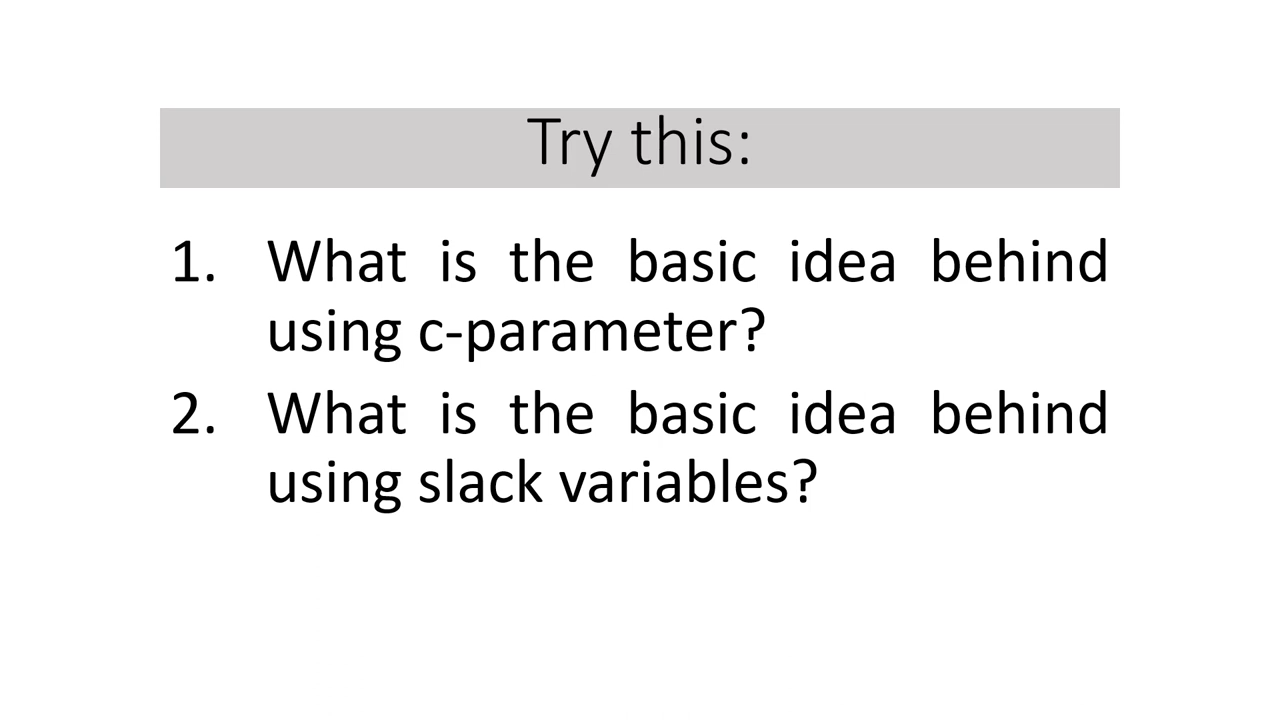 Try this:
1. What is the basic idea behind
using c-parameter?
2. What is the basic idea behind
using slack variables?